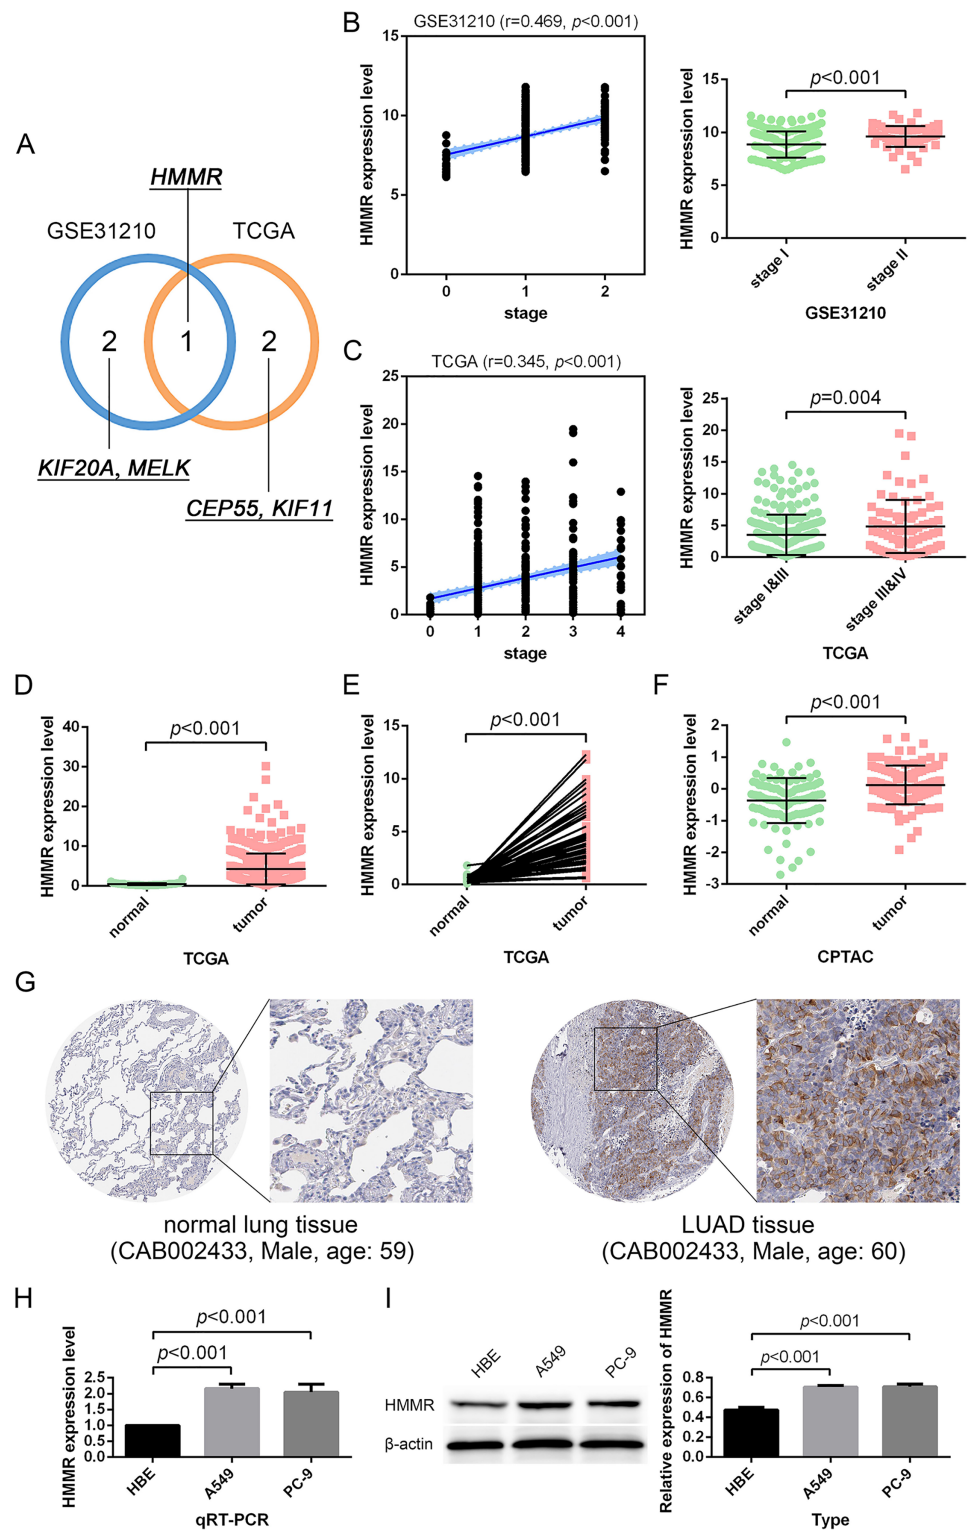 A
HMMR
GSE31210
TCGA
2
1
2
KIF20A, MELK
CEP55, KIF11
B
GSE31210 (r=0.469, p<0.001)
HMMR expression level
15
10
5
0
0
1
2
stage
HMMR expression level
p<0.001
15
10
5
0
stage I
stage II
GSE31210
C
TCGA (r=0.345, p<0.001)
HMMR expression level
25
20
15
10
5
0
0
1
2
3
4
stage
HMMR expression level
p=0.004
25
20
15
10
5
0
stage I&III
stage III&IV
TCGA
D
HMMR expression level
p<0.001
40
30
20
10
0
normal
tumor
TCGA
E
HMMR expression level
p<0.001
15
10
5
0
normal
tumor
TCGA
F
HMMR expression level
p<0.001
2
1
0
-1
-2
-3
normal
tumor
CPTAC
G
normal lung tissue
(CAB002433, Male, age: 59)
LUAD tissue
(CAB002433, Male, age: 60)
H
HMMR expression level
p<0.001
p<0.001
2.5
2.0
1.5
1.0
0.5
0.0
HBE
A549
PC-9
qRT-PCR
I
HBE
A549
PC-9
HMMR
β-actin
Relative expression of HMMR
p<0.001
p<0.001
0.8
0.6
0.4
0.2
0.0
HBE
A549
PC-9
Type